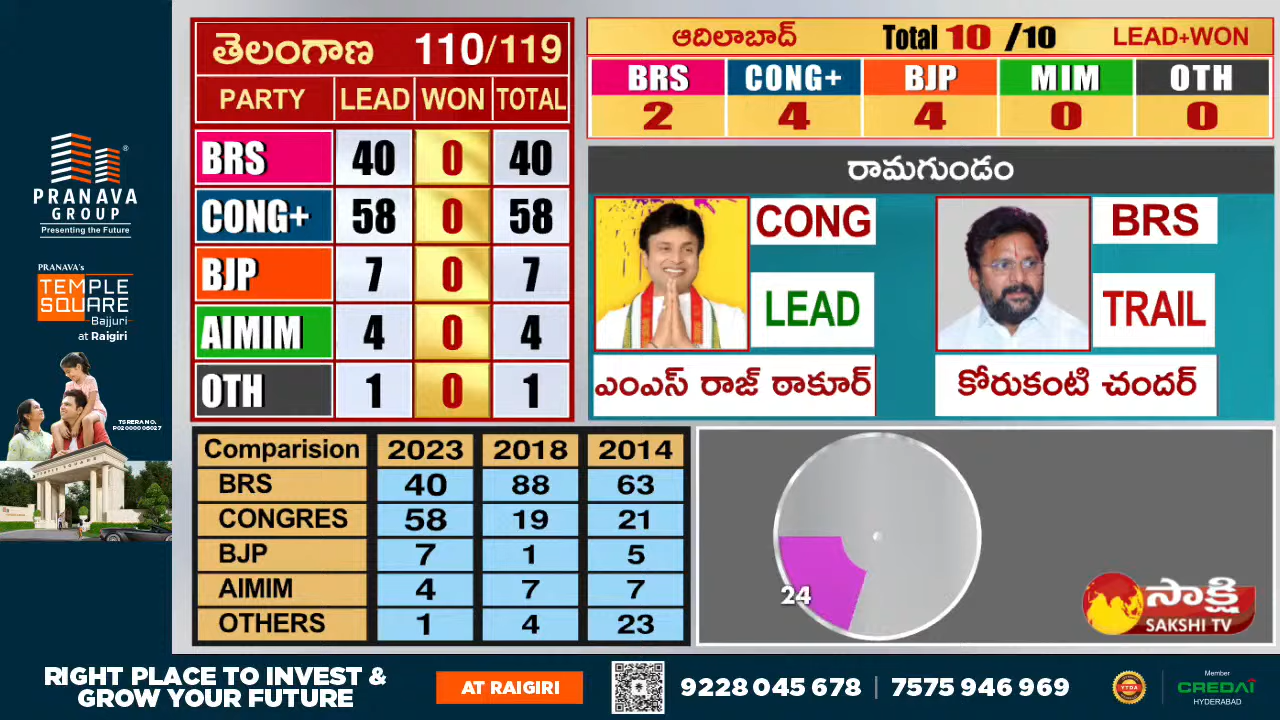 తెలంగాణ 110/119
PARTY LEAD WON TOTAL
BRS 40 0 40
CONG+ 58 0 58
BJP 7 0 7
AIMIM 4 0 4
OTH 1 0 1
ఆదిలాబాద్ Total 10 /10 LEAD+WON
BRS CONG+ BJP MIM OTH
2 4 4 0 0
రామగుండం
CONG
LEAD
ఎంఎస్ రాజ్ ఠాకూర్
BRS
TRAIL
కోరుకంటి చందర్
Comparision 2023 2018 2014
BRS 40 88 63
CONGRES 58 19 21
BJP 7 1 5
AIMIM 4 7 7
OTHERS 1 4 23
24
సాక్షి
SAKSHI TV
PRANAVA
GROUP
Presenting the Future
PRANAVA's
TEMPLE
SQUARE
Bajjuri
at Raigiri
TSRERA NO.
RIGHT PLACE TO INVEST &
GROW YOUR FUTURE
AT RAIGIRI
9228 045 678 | 7575 946 969
YTDA
Member
CREDAI
HYDERABAD